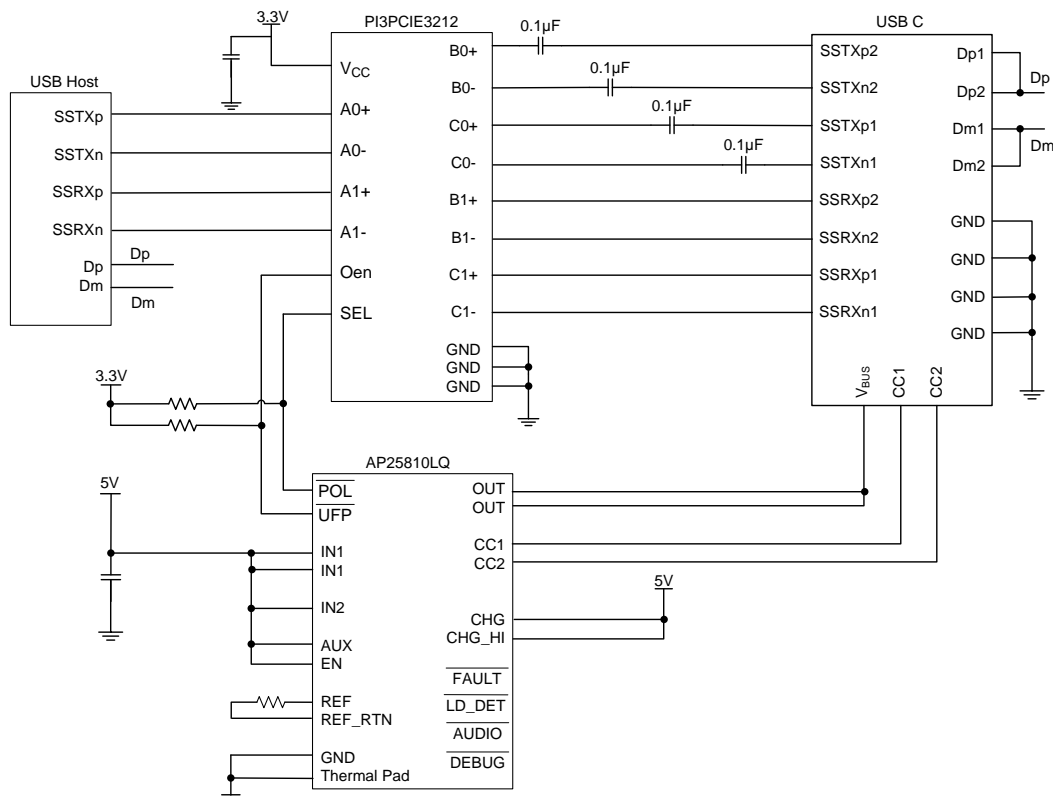 3.3V
PI3PCIE3212
USB C
0.1µF
0.1µF
0.1µF
0.1µF
USB Host
SSTXp
SSTXn
SSRXp
SSRXn
Dp
Dm
Dp
Dm
VCC
A0+
A0-
A1+
A1-
Oen
SEL
B0+
B0-
C0+
C0-
B1+
B1-
C1+
C1-
GND
GND
GND
SSTXp2
SSTXn2
SSTXp1
SSTXn1
SSRXp2
SSRXn2
SSRXp1
SSRXn1
Dp1
Dp2
Dm1
Dm2
GND
GND
GND
GND
VBUS
CC1
CC2
Dp
Dm
3.3V
5V
AP25810LQ
POL
UFP
IN1
IN1
IN2
AUX
EN
REF
REF_RTN
GND
Thermal Pad
OUT
OUT
CC1
CC2
CHG
CHG_HI
FAULT
LD_DET
AUDIO
DEBUG
5V